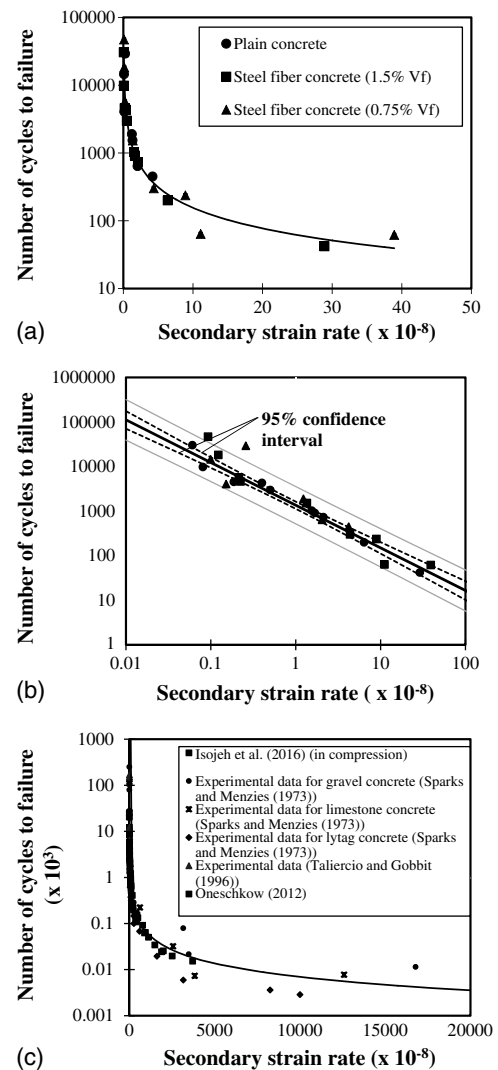 100000
10000
1000
100
10
0
10
20
30
40
50
Number of cycles to failure
Plain concrete
Steel fiber concrete (1.5% Vf)
Steel fiber concrete (0.75% Vf)
(a)
Secondary strain rate ( x 10-8)
1000000
100000
10000
1000
100
10
1
0.01
0.1
1
10
100
Number of cycles to failure
95% confidence
interval
(b)
Secondary strain rate ( x 10-8)
1000
100
10
1
0.1
0.01
0.001
0
5000
10000
15000
20000
Number of cycles to failure
(x 10³)
Isojeh et al. (2016) (in compression)
Experimental data for gravel concrete (Sparks
and Menzies (1973))
Experimental data for limestone concrete
(Sparks and Menzies (1973))
Experimental data for lytag concrete (Sparks
and Menzies (1973))
Experimental data (Taliercio and Gobbit
(1996))
Oneschkow (2012)
(c)
Secondary strain rate ( x 10-8)